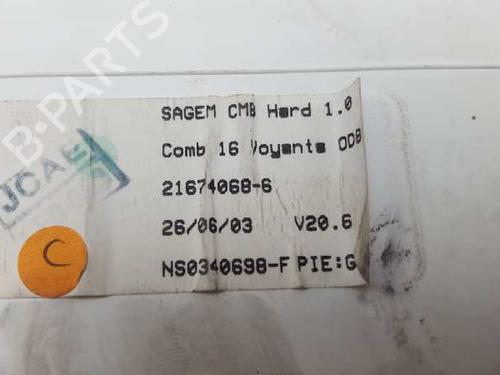 SAGEM CMB Hard 1.0
Comb 16 Voyants ODB
21674068-6
26/06/03 V20.6
NS0340698-F PIE:G
JCAE
C
B-PARTS